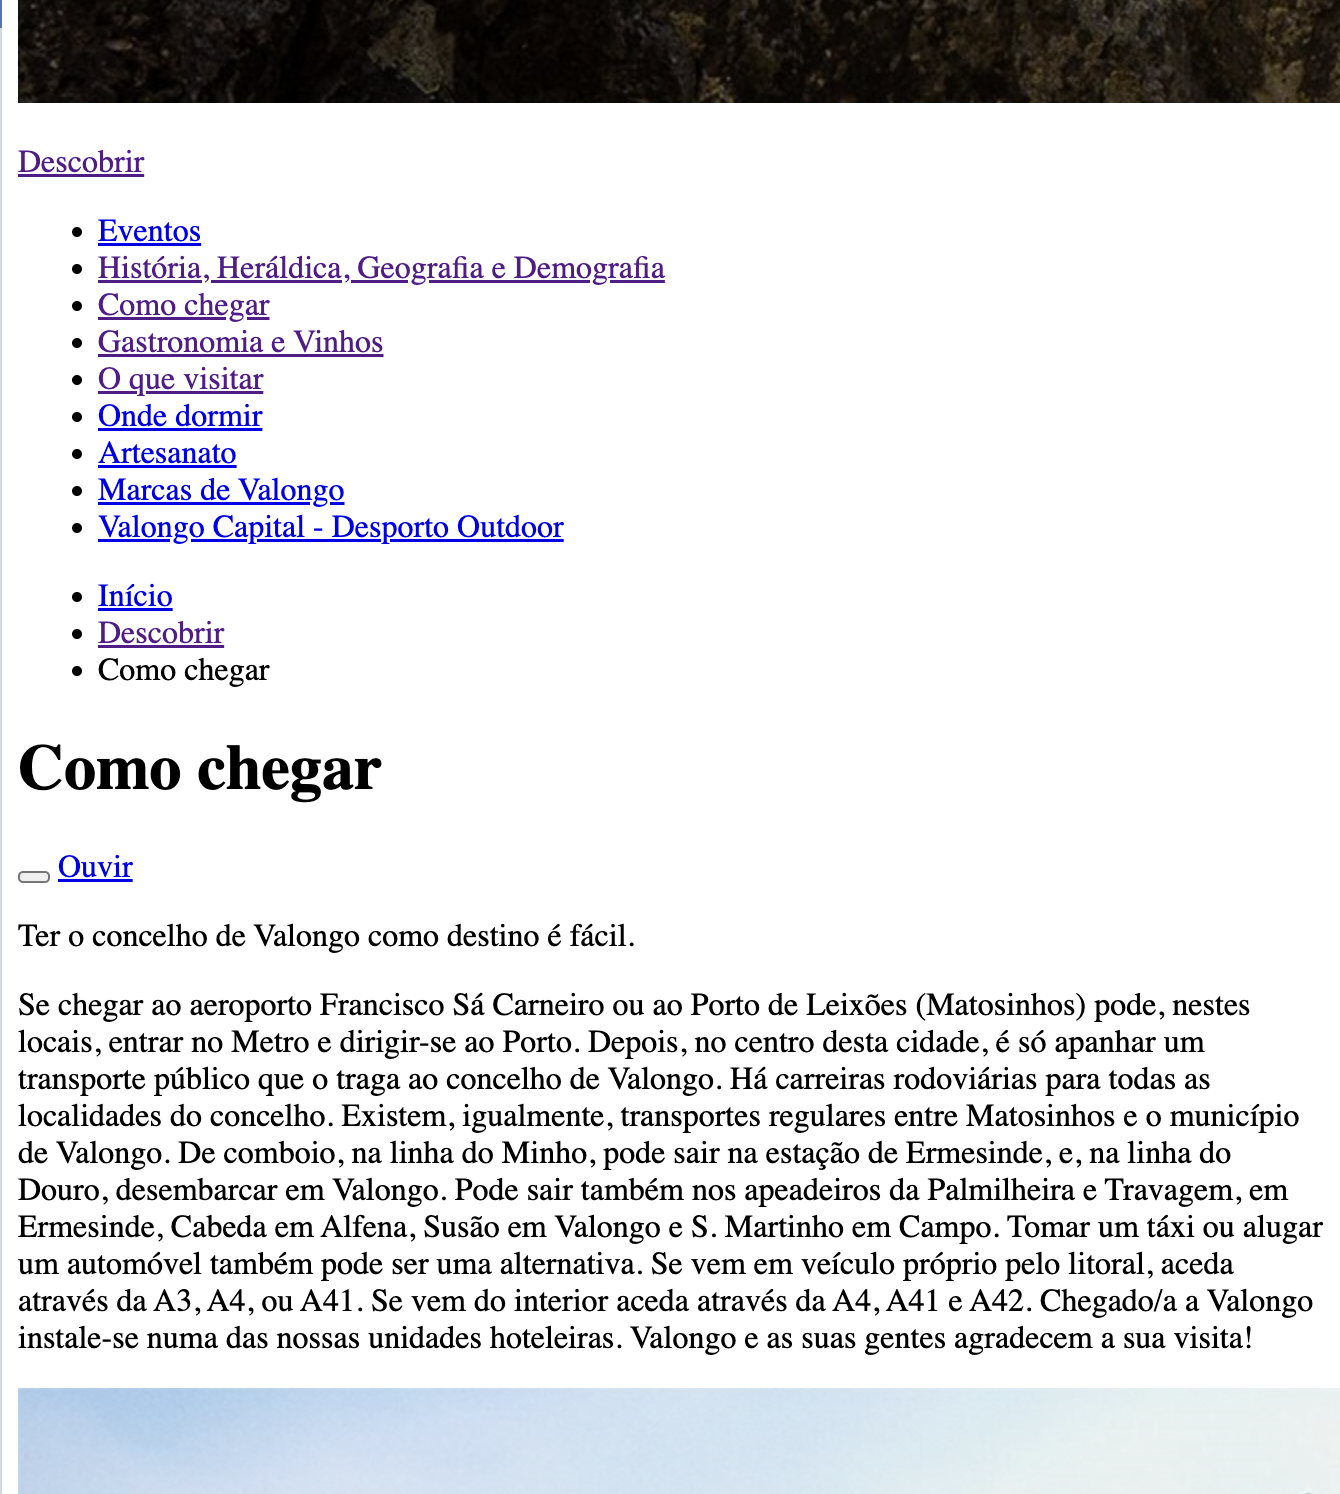 Descobrir
Eventos
História, Heráldica, Geografia e Demografia
Como chegar
Gastronomia e Vinhos
O que visitar
Onde dormir
Artesanato
Marcas de Valongo
Valongo Capital - Desporto Outdoor
Início
Descobrir
Como chegar
Como chegar
Ouvir
Ter o concelho de Valongo como destino é fácil.
Se chegar ao aeroporto Francisco Sá Carneiro ou ao Porto de Leixões (Matosinhos) pode, nestes
locais, entrar no Metro e dirigir-se ao Porto. Depois, no centro desta cidade, é só apanhar um
transporte público que o traga ao concelho de Valongo. Há carreiras rodoviárias para todas as
localidades do concelho. Existem, igualmente, transportes regulares entre Matosinhos e o município
de Valongo. De comboio, na linha do Minho, pode sair na estação de Ermesinde, e, na linha do
Douro, desembarcar em Valongo. Pode sair também nos apeadeiros da Palmilheira e Travagem, em
Ermesinde, Cabeda em Alfena, Susão em Valongo e S. Martinho em Campo. Tomar um táxi ou alugar
um automóvel também pode ser uma alternativa. Se vem em veículo próprio pelo litoral, aceda
através da A3, A4, ou A41. Se vem do interior aceda através da A4, A41 e A42. Chegado/a a Valongo
instale-se numa das nossas unidades hoteleiras. Valongo e as suas gentes agradecem a sua visita!